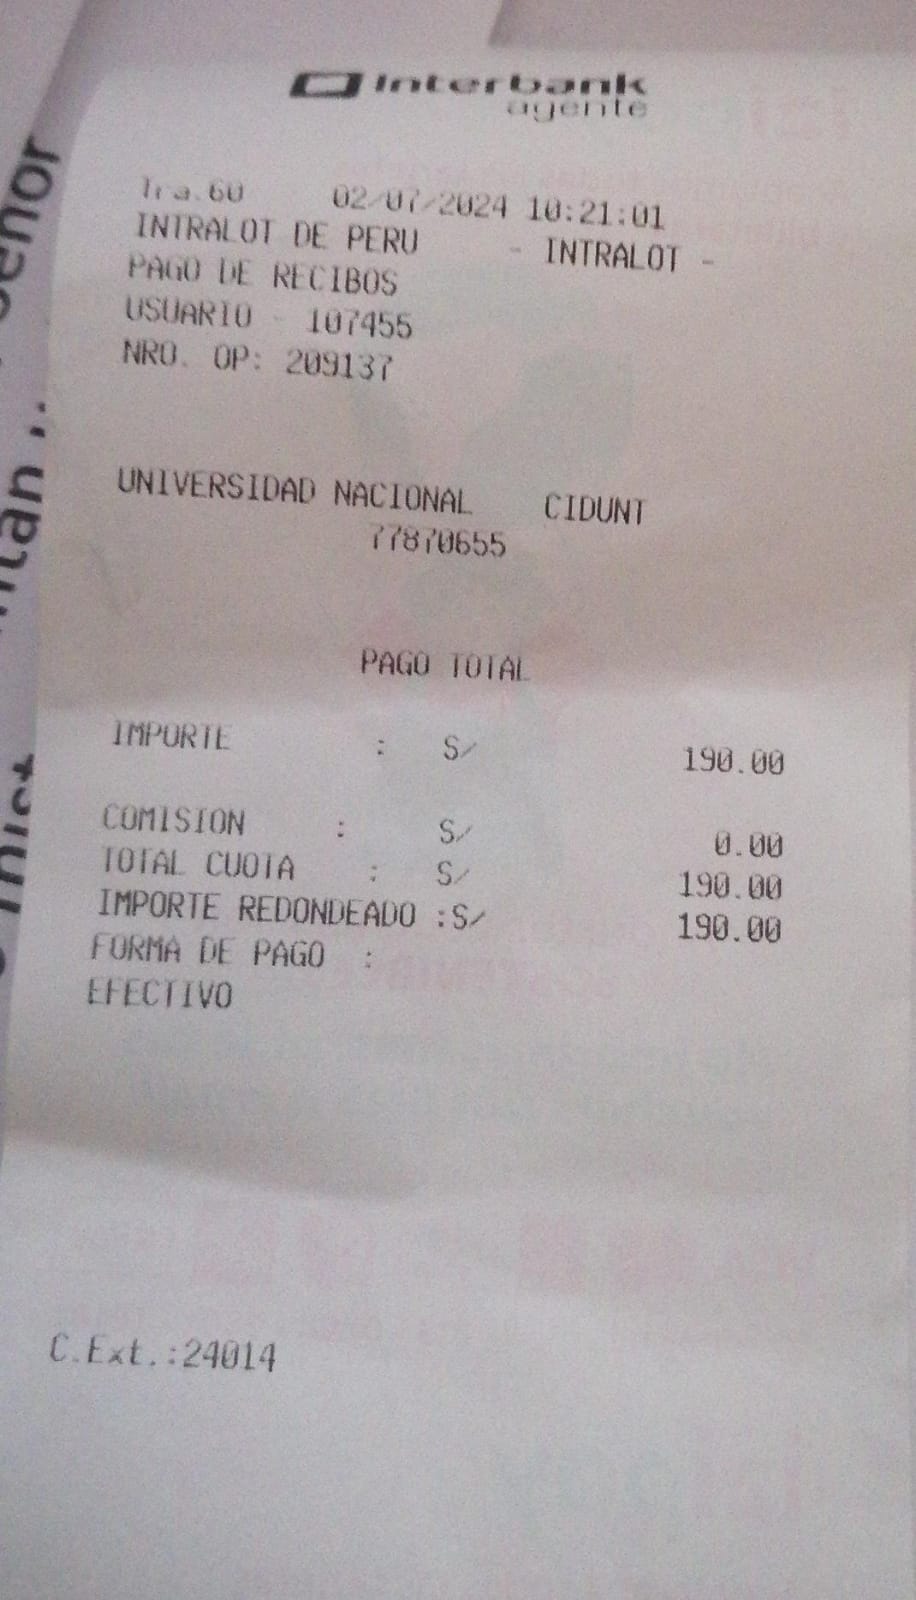 Interbank
agente
Tra.60 02/07/2024 10:21:01
INTRALOT DE PERU - INTRALOT -
PAGO DE RECIBOS
USUARIO - 107455
NRO. OP: 209137
UNIVERSIDAD NACIONAL CIDUNT
77870655
PAGO TOTAL
IMPORTE : S/ 190.00
COMISION : S/ 0.00
TOTAL CUOTA : S/ 190.00
IMPORTE REDONDEADO :S/ 190.00
FORMA DE PAGO :
EFECTIVO
C.Ext.:24014